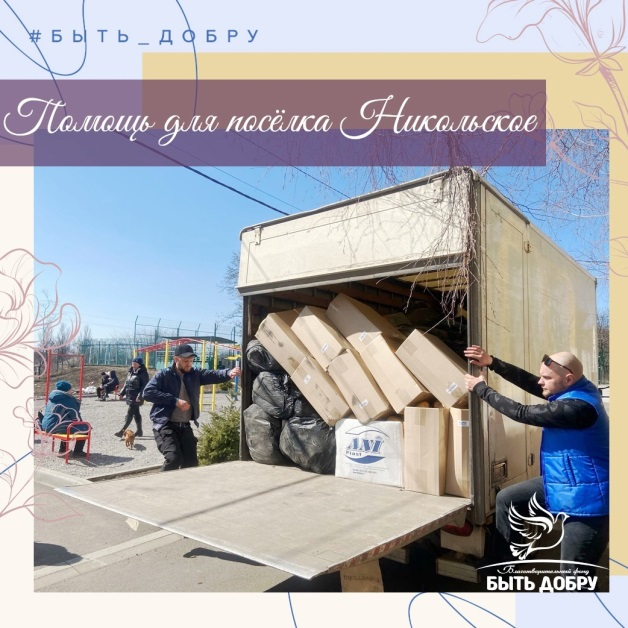 #БЫТЬ_ДОБРУ
Помощь для посёлка Никольское
Благотворительный фонд
БЫТЬ ДОБРУ